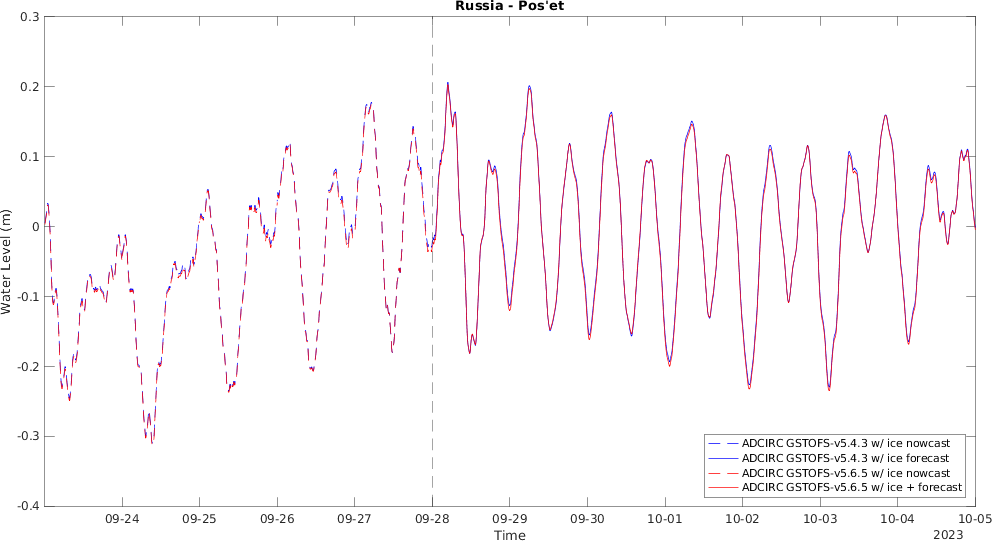 Russia - Pos'et
0.3
0.2
0.1
0
-0.1
-0.2
-0.3
-0.4
Water Level (m)
ADCIRC GSTOFS-v5.4.3 w/ ice nowcast
ADCIRC GSTOFS-v5.4.3 w/ ice forecast
ADCIRC GSTOFS-v5.6.5 w/ ice nowcast
ADCIRC GSTOFS-v5.6.5 w/ ice + forecast
09-24 09-25 09-26 09-27 09-28 09-29 09-30 10-01 10-02 10-03 10-04 10-05
Time
2023